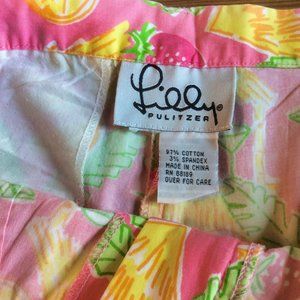 Lilly®
PULITZER
97% COTTON
3% SPANDEX
MADE IN CHINA
RN 68189
OVER FOR CARE